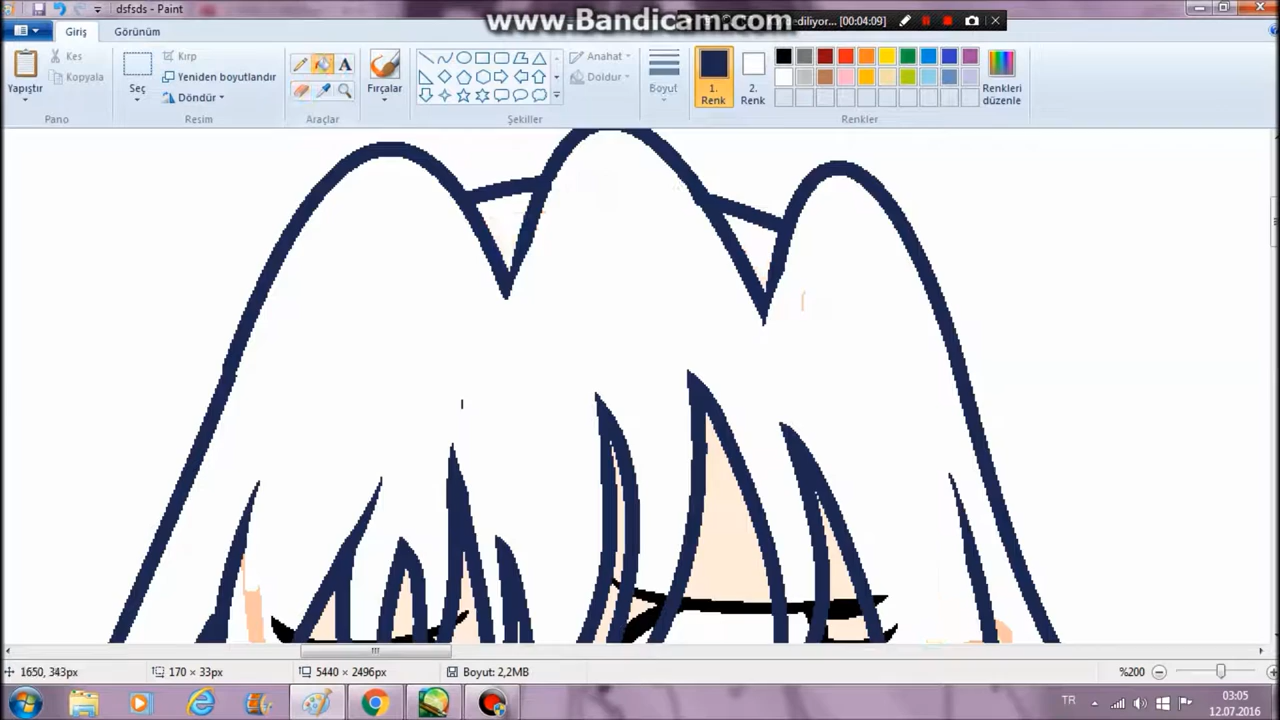 dsfsds - Paint
www.Bandicam.com
ediliyor... [00:04:09]
Giriş
Görünüm
Yapıştır
Kes
Kopyala
Pano
Seç
Kırp
Yeniden boyutlandır
Döndür
Resim
A
Araçlar
Fırçalar
Anahat
Doldur
Şekiller
Boyut
1.
Renk
2.
Renk
Renkler
Renkleri
düzenle
1650, 343px
170 × 33px
5440 × 2496px
Boyut: 2,2MB
%200
TR
03:05
12.07.2016